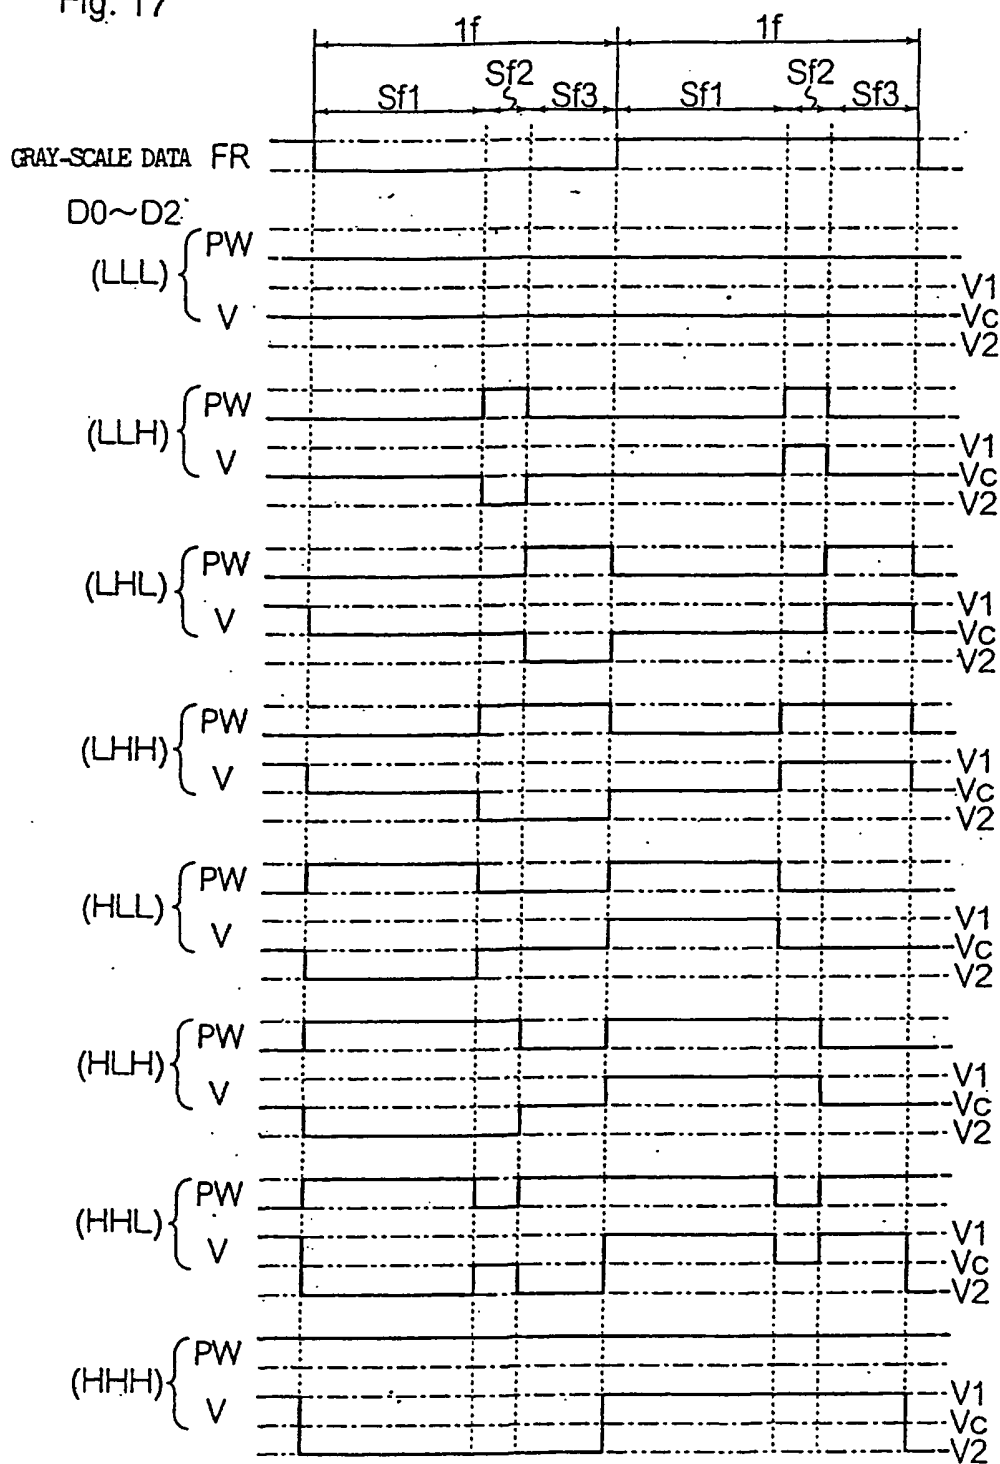 Fig. 17
1f 1f
Sf1 Sf2 Sf3 Sf1 Sf2 Sf3
GRAY-SCALE DATA FR
D0~D2
(LLL) PW
V
V1
Vc
V2
(LLH) PW
V
V1
Vc
V2
(LHL) PW
V
V1
Vc
V2
(LHH) PW
V
V1
Vc
V2
(HLL) PW
V
V1
Vc
V2
(HLH) PW
V
V1
Vc
V2
(HHL) PW
V
V1
Vc
V2
(HHH) PW
V
V1
Vc
V2